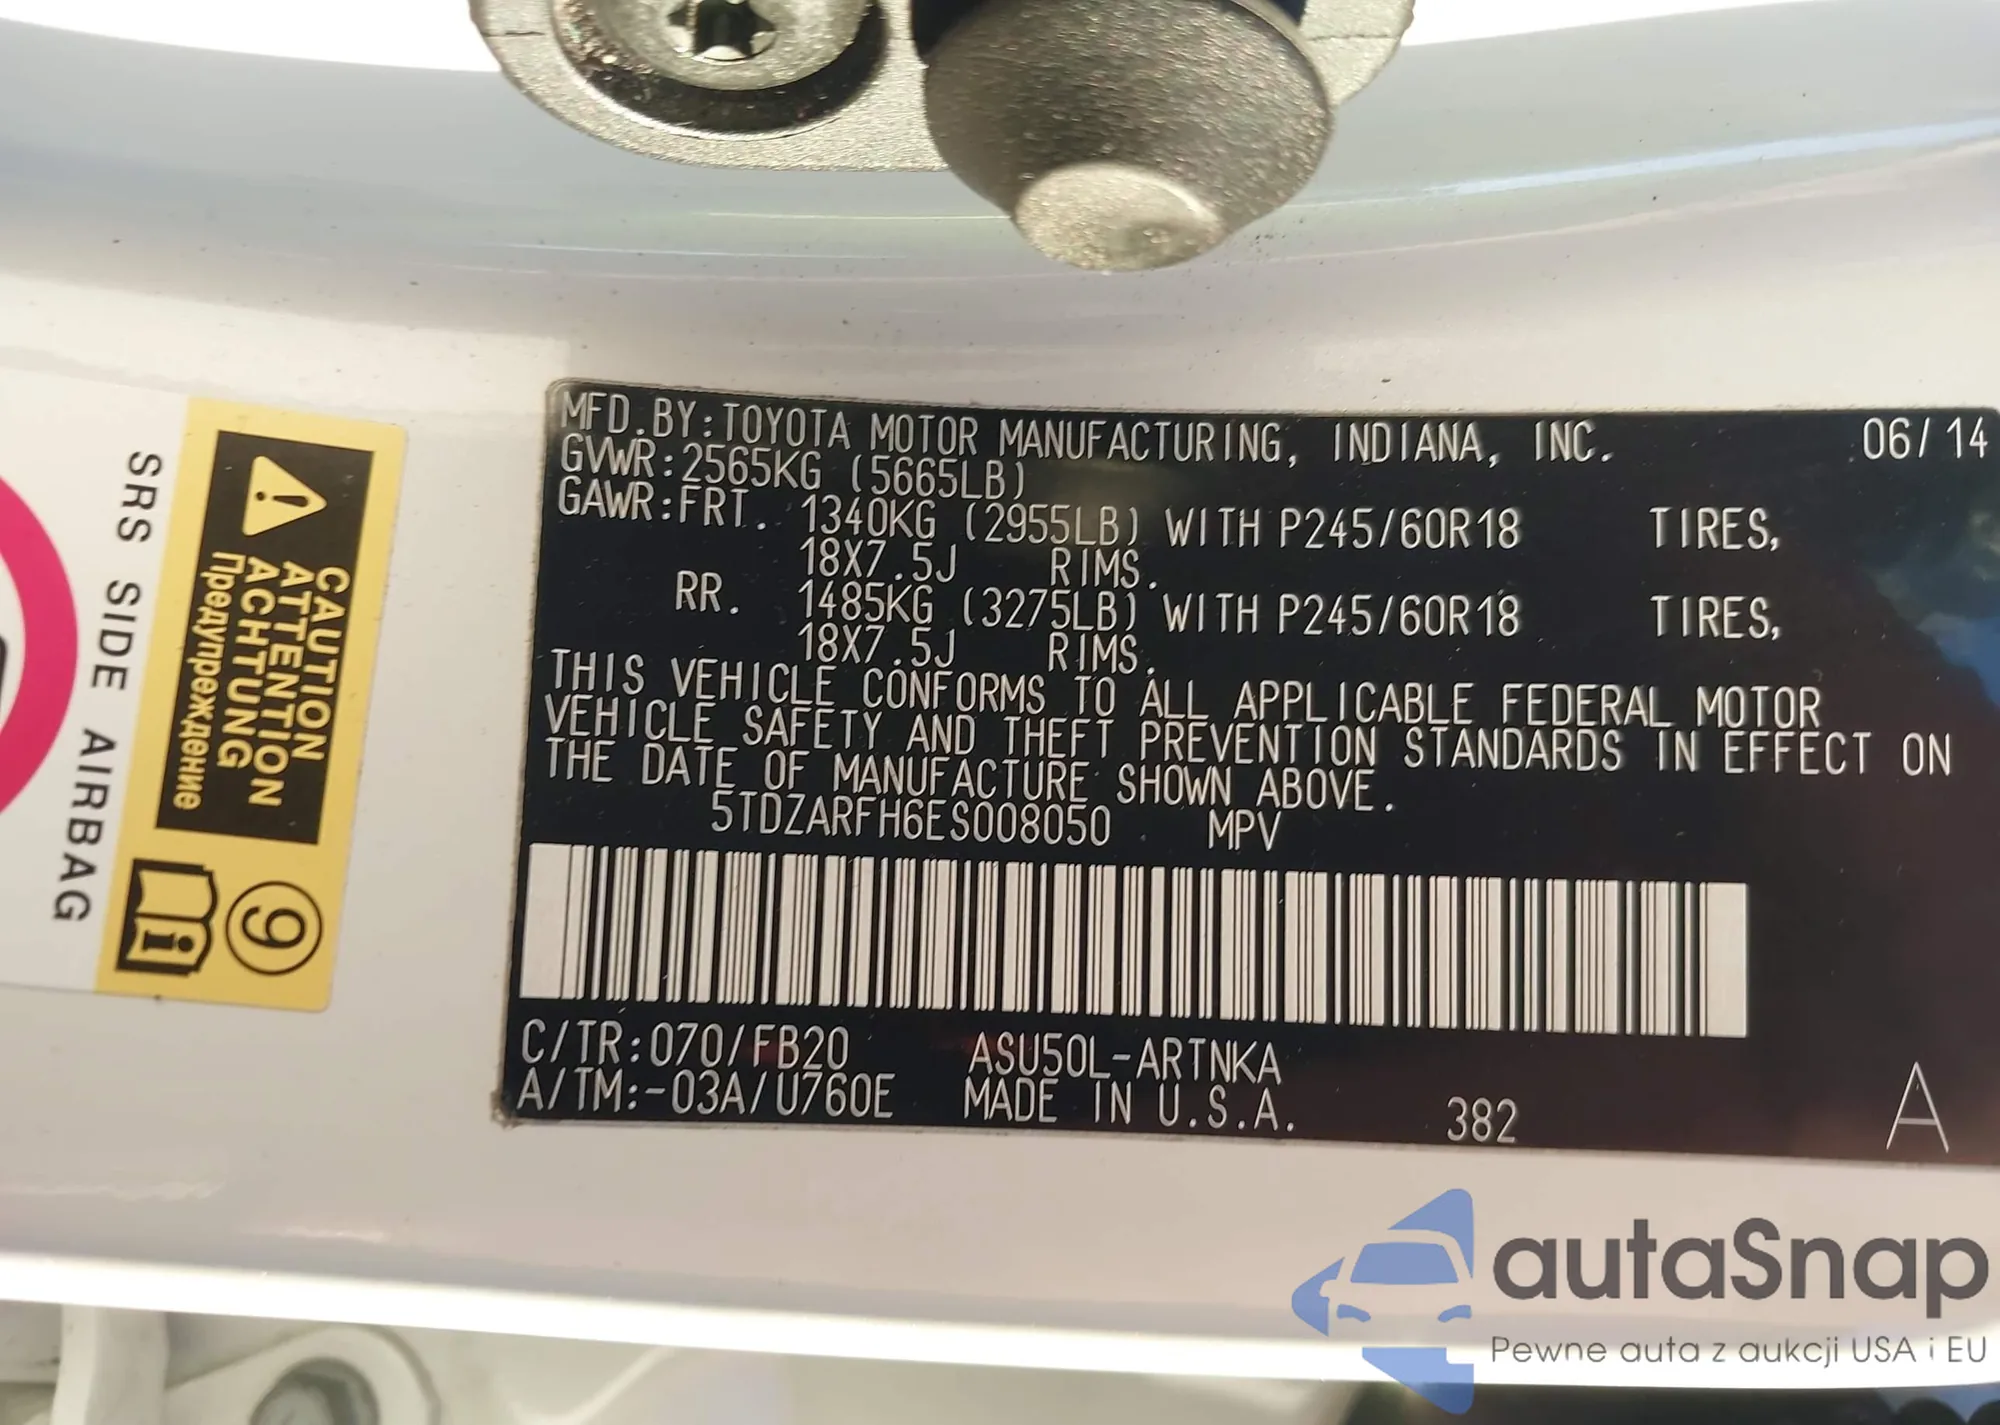 MFD.BY:TOYOTA MOTOR MANUFACTURING, INDIANA, INC. 06/14
GVWR:2565KG (5665LB)
GAWR:FRT. 1340KG (2955LB) WITH P245/60R18 TIRES,
18X7.5J RIMS.
RR. 1485KG (3275LB) WITH P245/60R18 TIRES,
18X7.5J RIMS.
THIS VEHICLE CONFORMS TO ALL APPLICABLE FEDERAL MOTOR
VEHICLE SAFETY AND THEFT PREVENTION STANDARDS IN EFFECT ON
THE DATE OF MANUFACTURE SHOWN ABOVE.
5TDZARFH6ES008050 MPV
C/TR:070/FB20 ASU50L-ARTNKA
A/TM:-03A/U760E MADE IN U.S.A. 382 A
CAUTION
ATTENTION
ACHTUNG
Предупреждение
9
SRS SIDE AIRBAG
autaSnap
Pewne auta z aukcji USA i EU